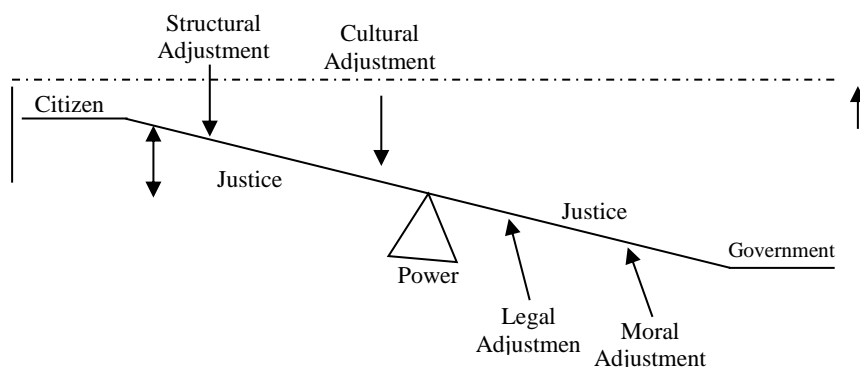 Structural
Adjustment
Cultural
Adjustment
Citizen
Justice
Justice
Government
Power
Legal
Adjustmen
Moral
Adjustment